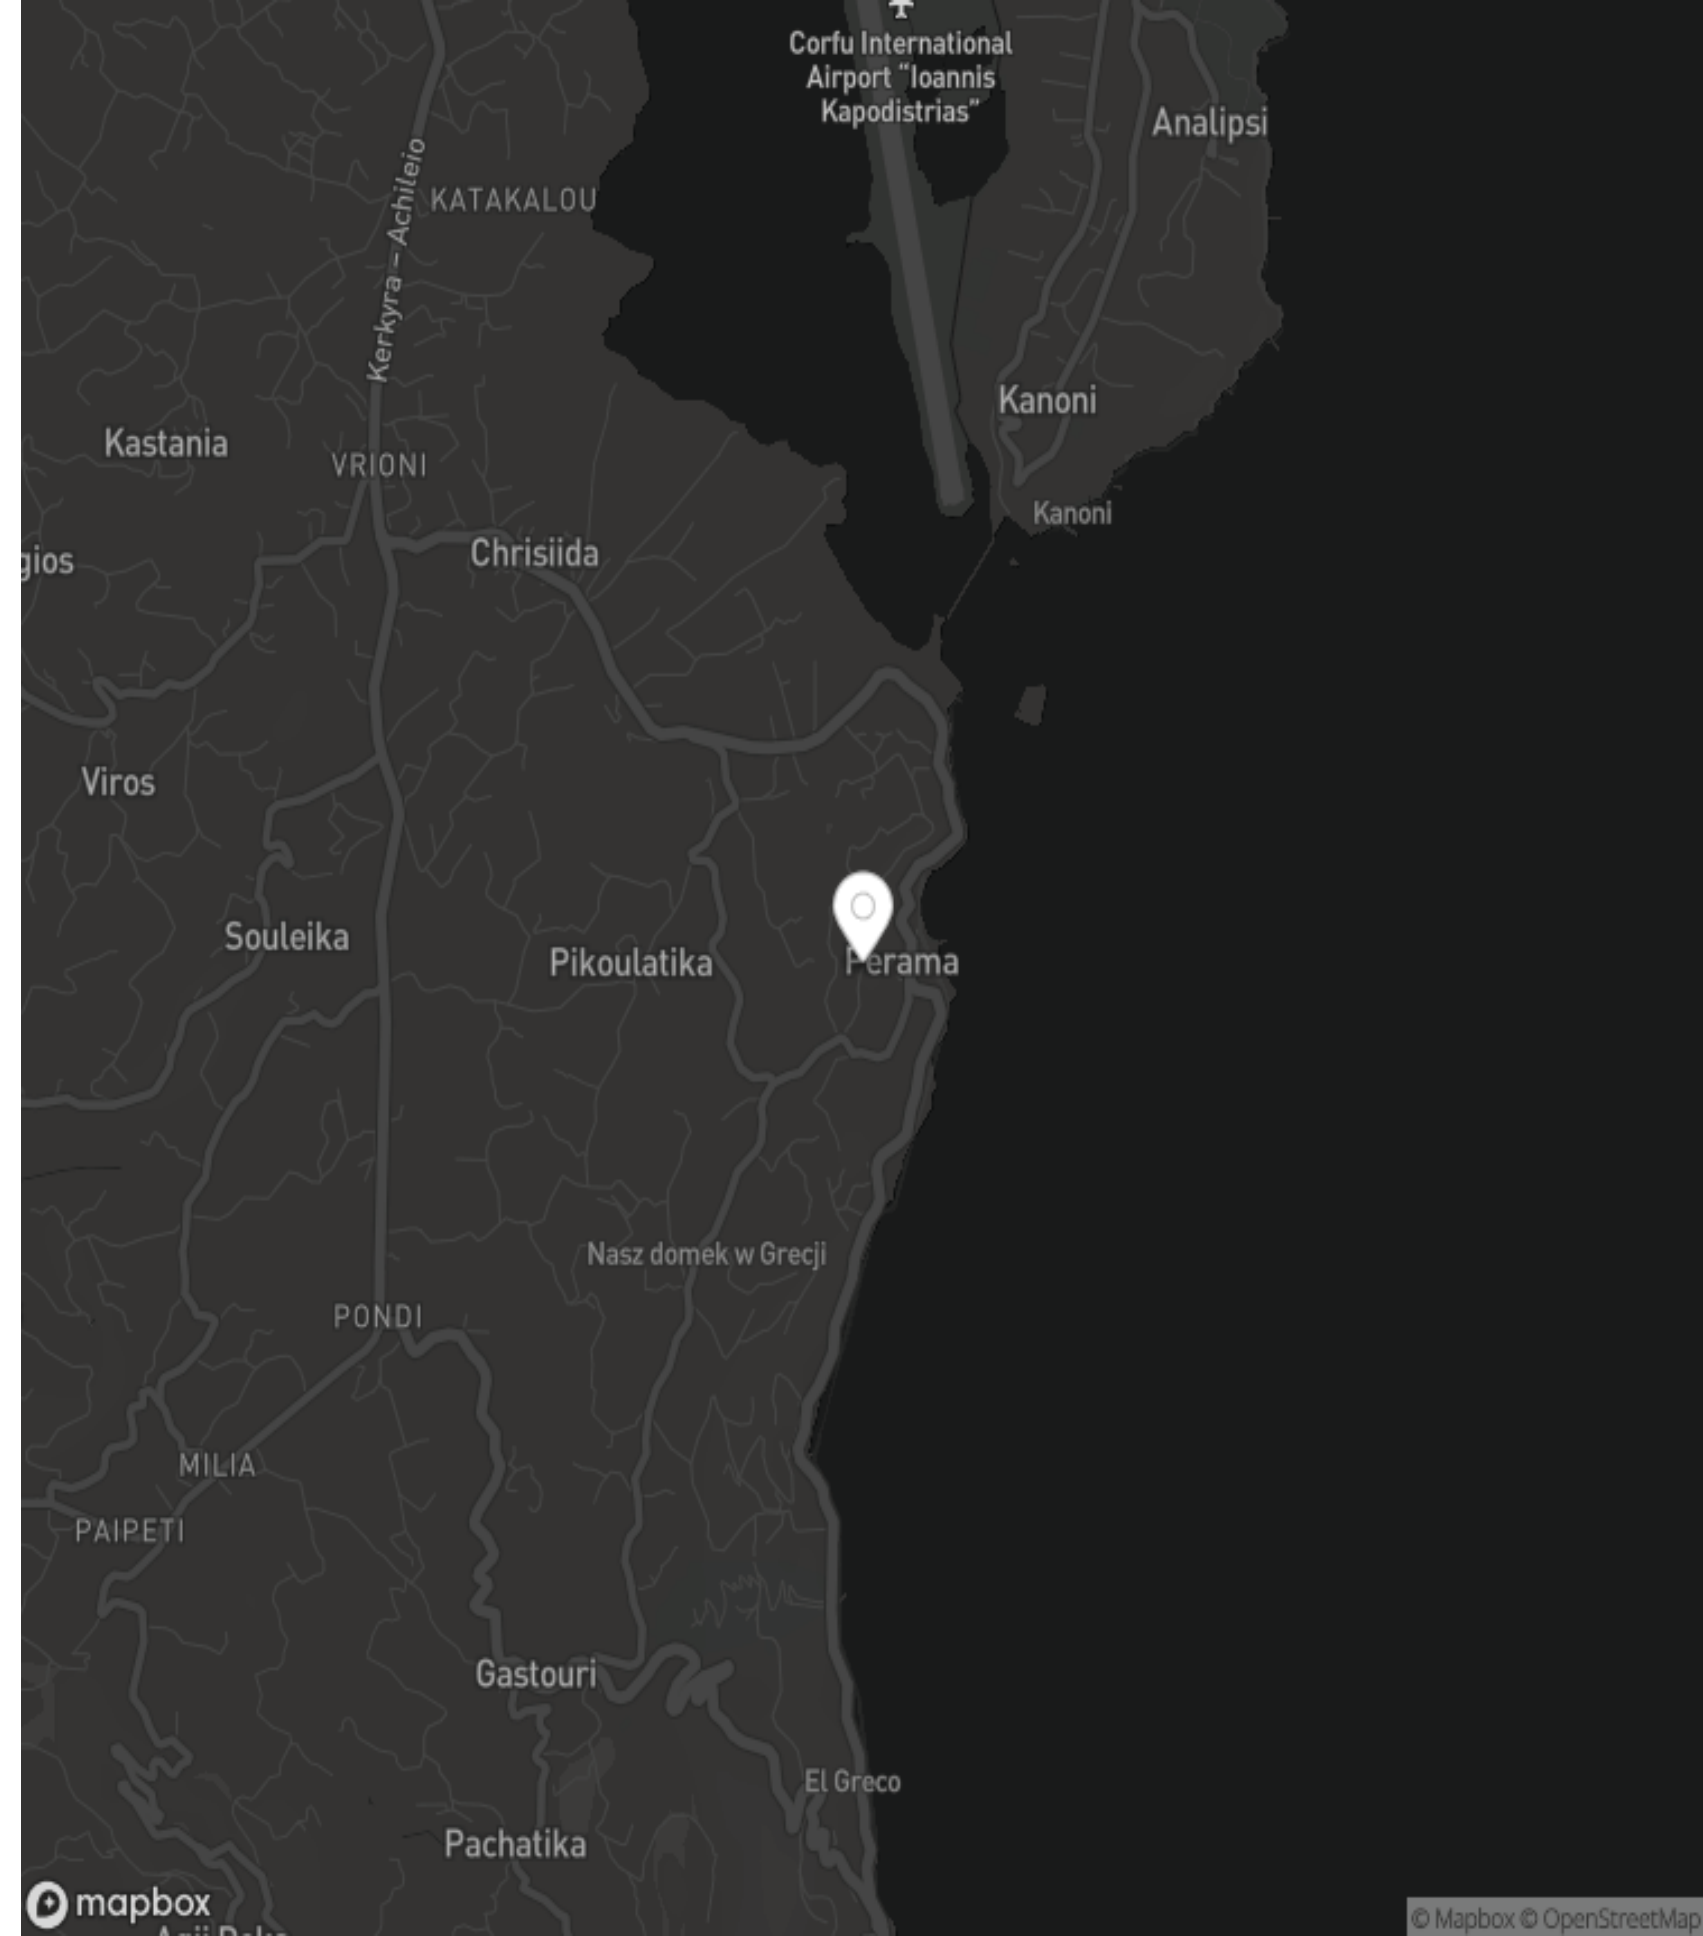 Corfu International
Airport “Ioannis
Kapodistrias”
Analipsi
Kerkyra – Achileio
KATAKALOU
Kanoni
Kastania
VRIONI
Kanoni
Chrisiida
gios
Viros
Souleika
Pikoulatika
Perama
Nasz domek w Grecji
PONDI
MILIA
PAIPETI
Gastouri
El Greco
Pachatika
mapbox
© Mapbox © OpenStreetMap